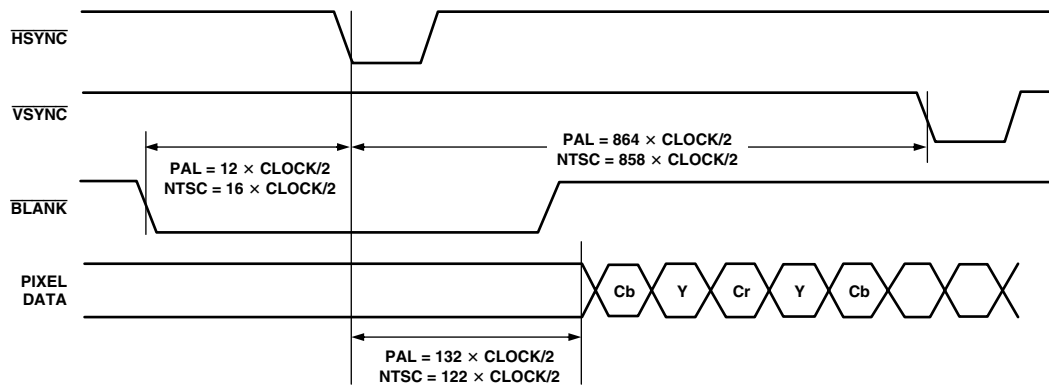 HSYNC
VSYNC
PAL = 12 × CLOCK/2
NTSC = 16 × CLOCK/2
PAL = 864 × CLOCK/2
NTSC = 858 × CLOCK/2
BLANK
PIXEL
DATA
Cb Y Cr Y Cb
PAL = 132 × CLOCK/2
NTSC = 122 × CLOCK/2